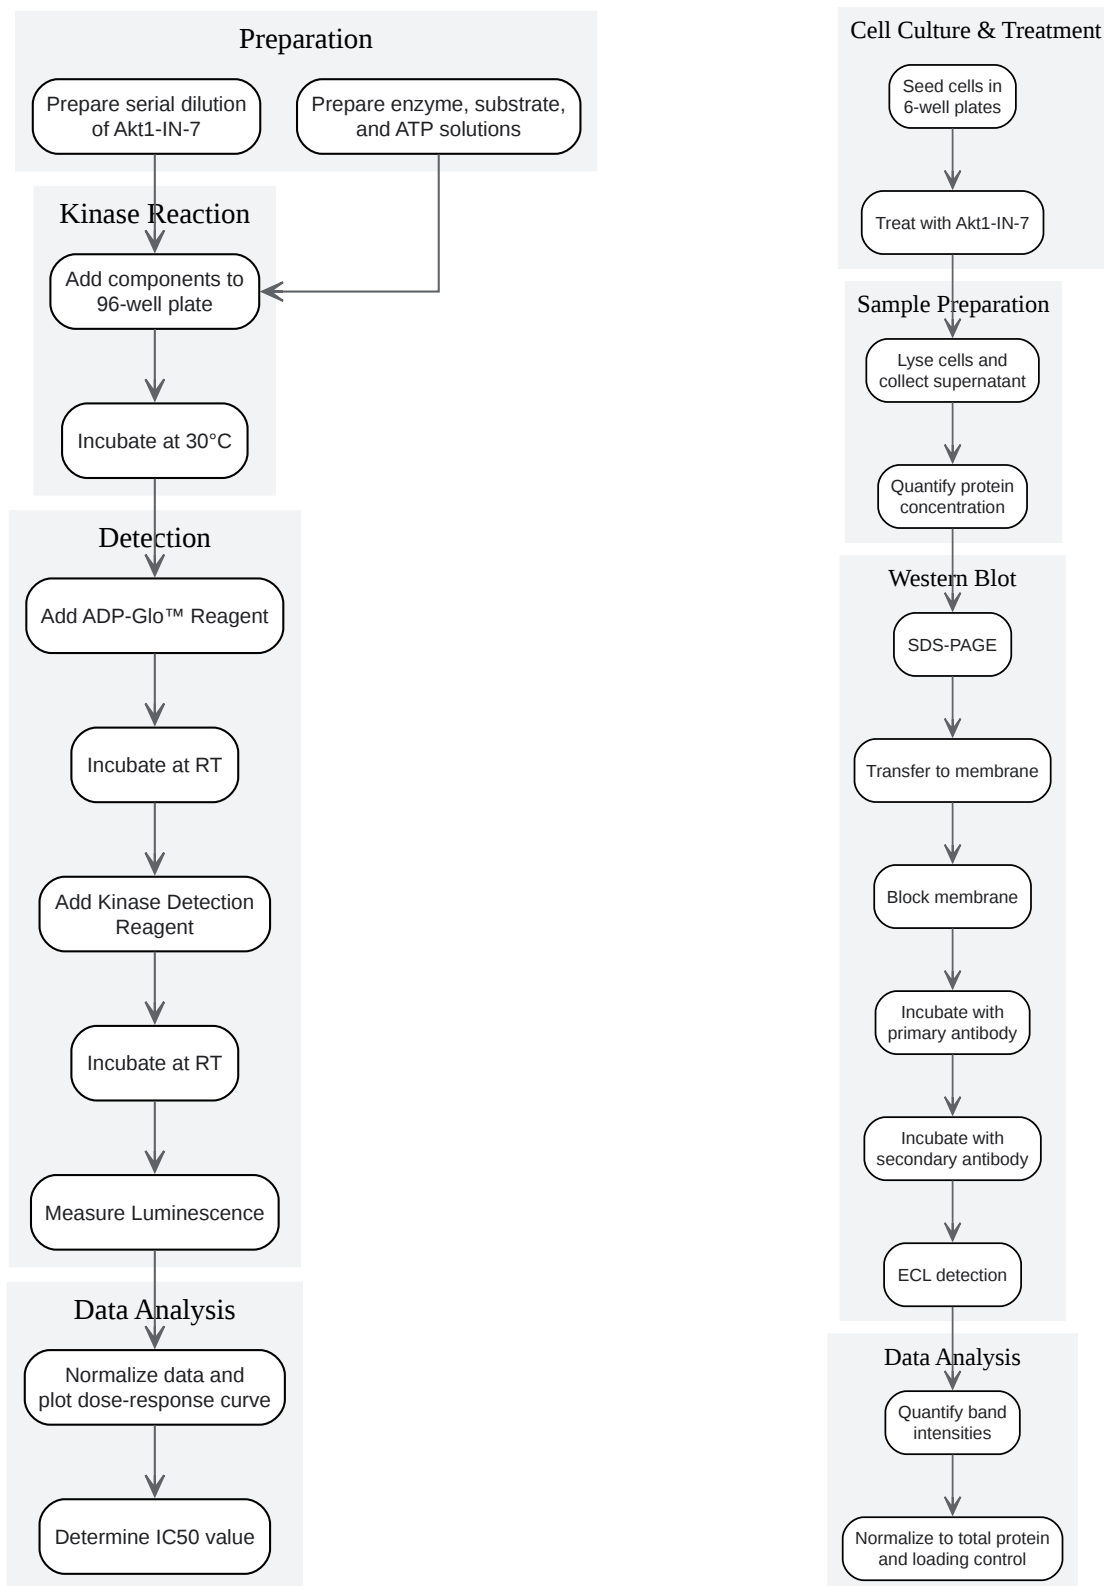 Preparation
Prepare serial dilution
of Akt1-IN-7
Prepare enzyme, substrate,
and ATP solutions
Kinase Reaction
Add components to
96-well plate
Incubate at 30°C
Detection
Add ADP-Glo™ Reagent
Incubate at RT
Add Kinase Detection
Reagent
Incubate at RT
Measure Luminescence
Data Analysis
Normalize data and
plot dose-response curve
Determine IC50 value
Cell Culture & Treatment
Seed cells in
6-well plates
Treat with Akt1-IN-7
Sample Preparation
Lyse cells and
collect supernatant
Quantify protein
concentration
Western Blot
SDS-PAGE
Transfer to membrane
Block membrane
Incubate with
primary antibody
Incubate with
secondary antibody
ECL detection
Data Analysis
Quantify band
intensities
Normalize to total protein
and loading control